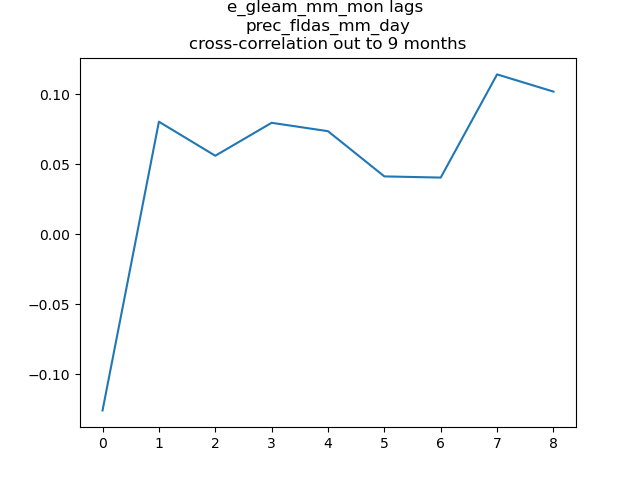 e_gleam_mm_mon lags
prec_fldas_mm_day
cross-correlation out to 9 months
0.10
0.05
0.00
−0.05
−0.10
0 1 2 3 4 5 6 7 8